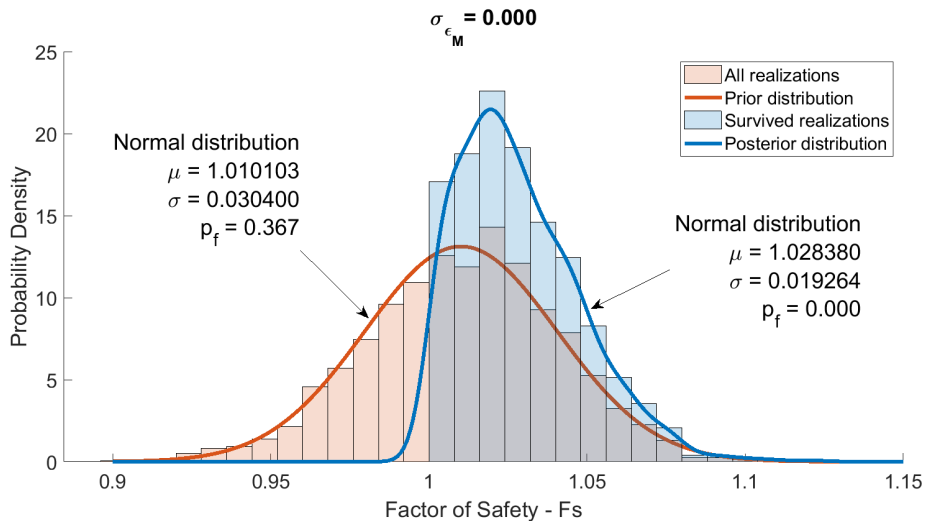 σ_ϵ_M = 0.000
25
20
15
10
5
0
Probability Density
All realizations
Prior distribution
Survived realizations
Posterior distribution
Normal distribution
μ = 1.010103
σ = 0.030400
p_f = 0.367
Normal distribution
μ = 1.028380
σ = 0.019264
p_f = 0.000
0.9 0.95 1 1.05 1.1 1.15
Factor of Safety - Fs